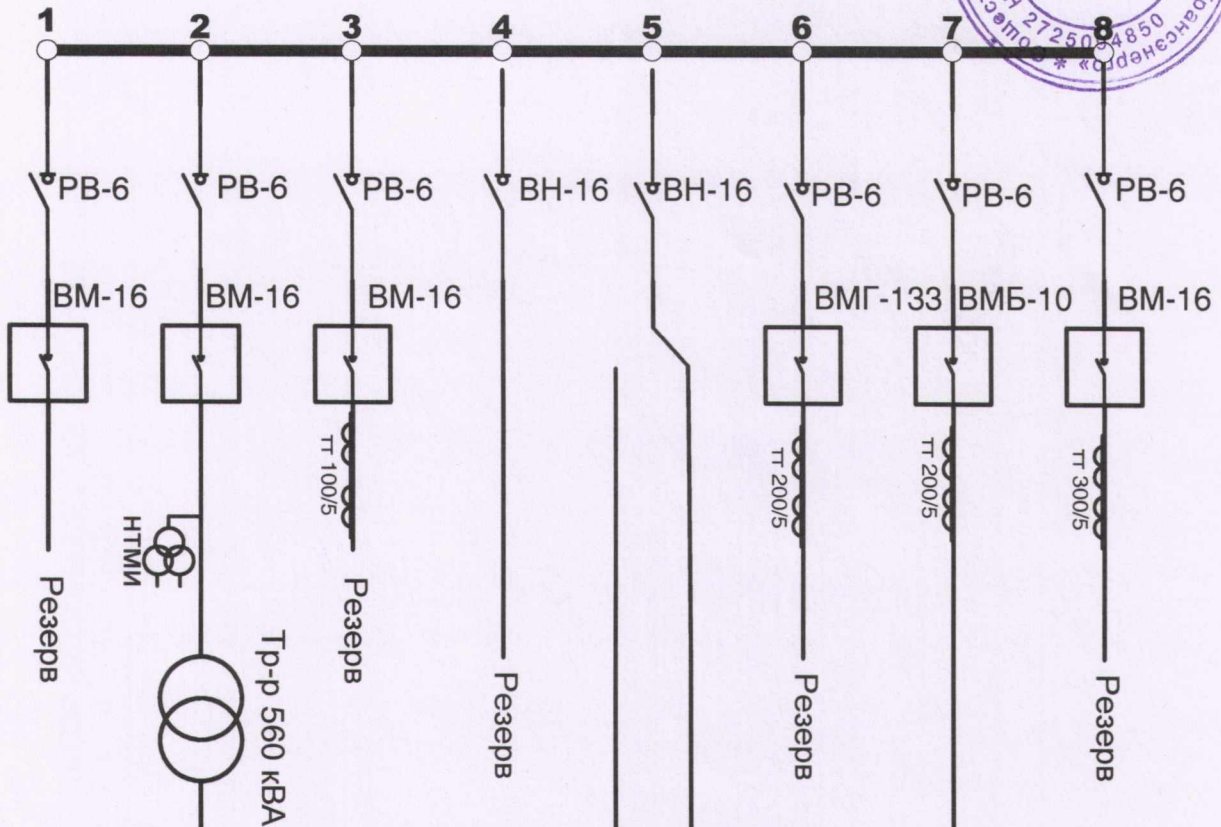 1 2 3 4 5 6 7 8
РВ-6 РВ-6 РВ-6 ВН-16 ВН-16 РВ-6 РВ-6 РВ-6
ВМ-16 ВМ-16 ВМ-16 ВМГ-133 ВМБ-10 ВМ-16
тт 100/5
тт 200/5
тт 200/5
тт 300/5
НТМИ
Резерв
Тр-р 560 кВА
Резерв
Резерв
Резерв
Резерв